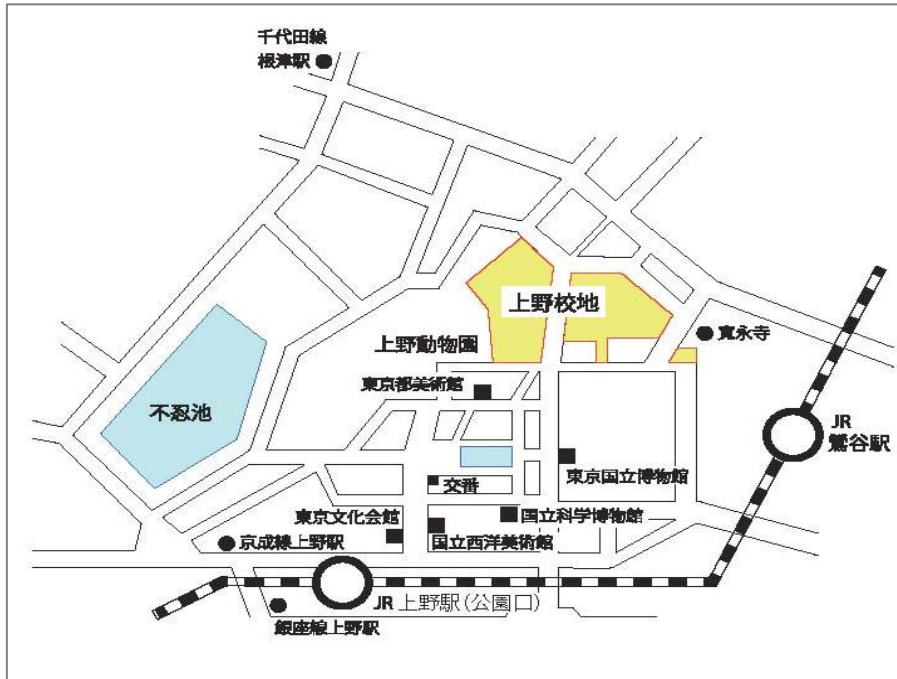 千代田線
根津駅
上野校地
寛永寺
上野動物園
東京都美術館
不忍池
JR
鶯谷駅
東京国立博物館
交番
東京文化会館
国立科学博物館
京成線上野駅
国立西洋美術館
JR 上野駅(公園口)
銀座線上野駅